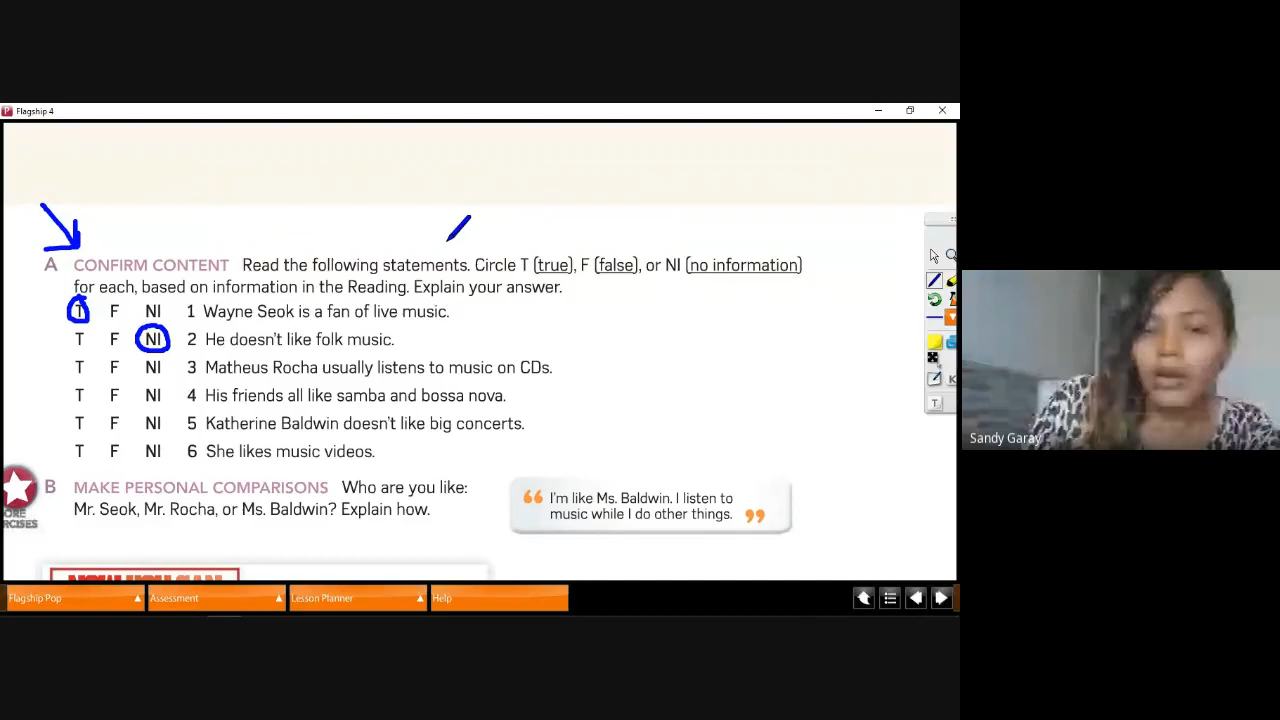 Flagship 4
A CONFIRM CONTENT Read the following statements. Circle T (true), F (false), or NI (no information)
for each, based on information in the Reading. Explain your answer.
T F NI 1 Wayne Seok is a fan of live music.
T F NI 2 He doesn't like folk music.
T F NI 3 Matheus Rocha usually listens to music on CDs.
T F NI 4 His friends all like samba and bossa nova.
T F NI 5 Katherine Baldwin doesn't like big concerts.
T F NI 6 She likes music videos.
B MAKE PERSONAL COMPARISONS Who are you like:
Mr. Seok, Mr. Rocha, or Ms. Baldwin? Explain how.
“ I'm like Ms. Baldwin. I listen to
music while I do other things. ”
T
Sandy Garay
Flagship Pop Assessment Lesson Planner Help